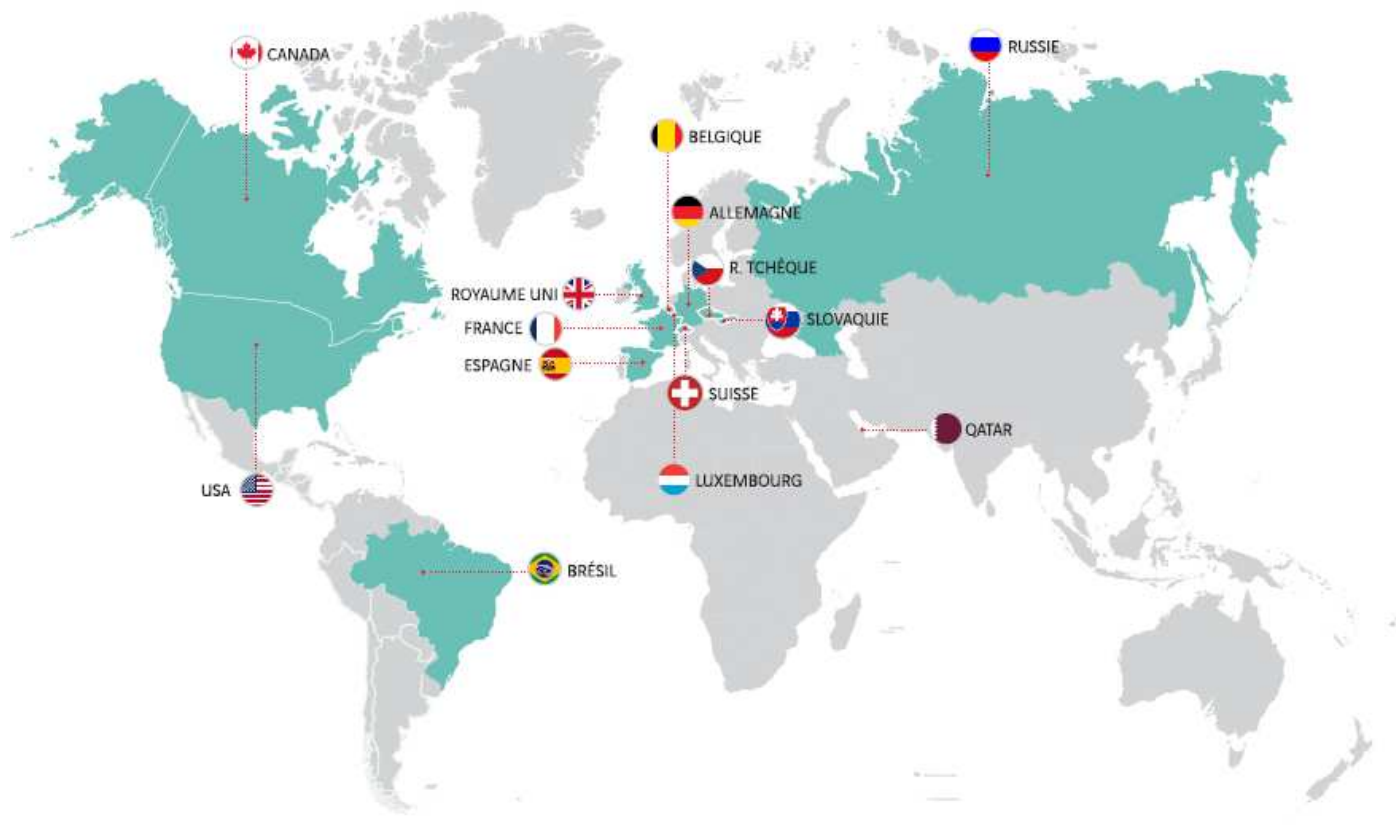 CANADA
RUSSIE
BELGIQUE
ALLEMAGNE
R. TCHÈQUE
ROYAUME UNI
SLOVAQUIE
FRANCE
ESPAGNE
SUISSE
QATAR
LUXEMBOURG
USA
BRÉSIL